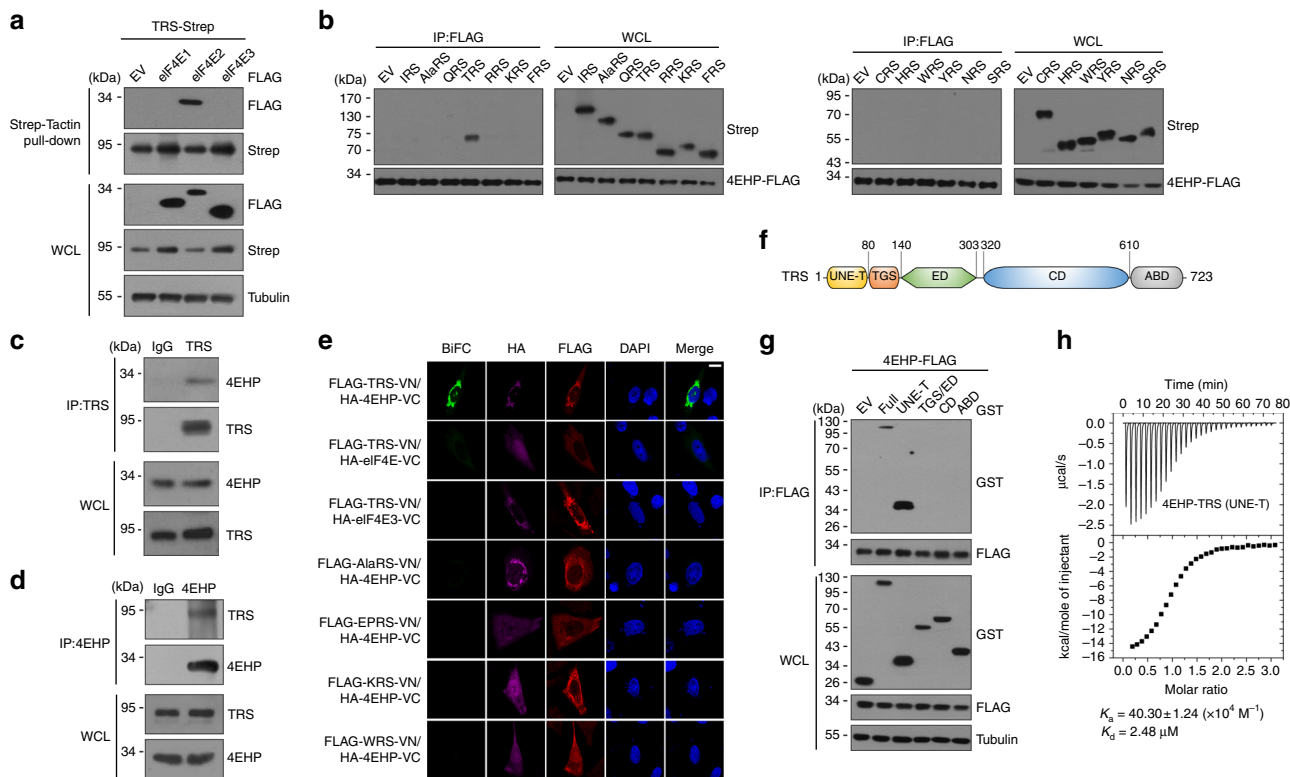 a
TRS-Strep
EV eIF4E1 eIF4E2 eIF4E3 FLAG
(kDa)
34 - FLAG
Strep-Tactin
pull-down
95 - Strep
WCL
34 - FLAG
95 - Strep
55 - Tubulin
b
IP:FLAG WCL
(kDa) EV IRS AlaRS QRS TRS RRS KRS FRS EV IRS AlaRS QRS TRS RRS KRS FRS
170 -
130 -
75 -
70 -
Strep
34 - 4EHP-FLAG
IP:FLAG WCL
(kDa) EV CRS HRS WRS YRS NRS SRS EV CRS HRS WRS YRS NRS SRS
95 -
70 -
55 -
43 -
Strep
34 - 4EHP-FLAG
c
(kDa) IgG TRS
IP:TRS
34 - 4EHP
95 - TRS
WCL
34 - 4EHP
95 - TRS
d
(kDa) IgG 4EHP
IP:4EHP
95 - TRS
34 - 4EHP
WCL
95 - TRS
34 - 4EHP
e
BiFC HA FLAG DAPI Merge
FLAG-TRS-VN/
HA-4EHP-VC
FLAG-TRS-VN/
HA-eIF4E-VC
FLAG-TRS-VN/
HA-eIF4E3-VC
FLAG-AlaRS-VN/
HA-4EHP-VC
FLAG-EPRS-VN/
HA-4EHP-VC
FLAG-KRS-VN/
HA-4EHP-VC
FLAG-WRS-VN/
HA-4EHP-VC
f
80 140 303 320 610
TRS 1 UNE-T TGS ED CD ABD 723
g
4EHP-FLAG
(kDa) EV Full UNE-T TGS/ED CD ABD GST
IP:FLAG
130 -
95 -
70 -
55 -
43 -
34 -
26 -
GST
34 - FLAG
WCL
130 -
95 -
70 -
55 -
43 -
34 -
26 -
GST
34 - FLAG
55 - Tubulin
h
Time (min)
0 10 20 30 40 50 60 70 80
0.0
−0.5
−1.0
−1.5
−2.0
−2.5
µcal/s
4EHP-TRS (UNE-T)
0
−2
−4
−6
−8
−10
−12
−14
−16
kcal/mole of injectant
0.0 0.5 1.0 1.5 2.0 2.5 3.0
Molar ratio
Ka = 40.30±1.24 (×10⁴ M⁻¹)
Kd = 2.48 µM